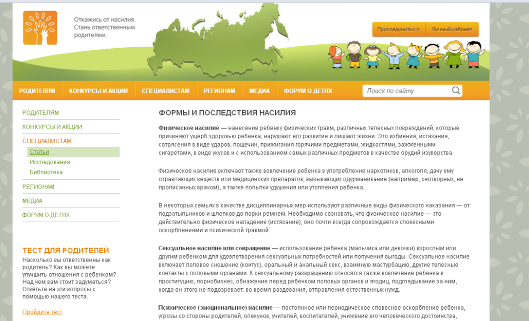 Откажись от насилия.
Стань ответственным
родителем.
Присоединиться Личный кабинет
РОДИТЕЛЯМ КОНКУРСЫ И АКЦИИ СПЕЦИАЛИСТАМ РЕГИОНАМ МЕДИА ФОРУМ О ДЕТЯХ Поиск по сайту
РОДИТЕЛЯМ
КОНКУРСЫ И АКЦИИ
СПЕЦИАЛИСТАМ
Статьи
Исследования
Библиотека
РЕГИОНАМ
МЕДИА
ФОРУМ О ДЕТЯХ
ТЕСТ ДЛЯ РОДИТЕЛЕЙ
Насколько вы ответственны как
родитель? Как вы можете
улучшить отношения с ребенком?
Над чем вам стоит задуматься?
Ответьте на эти вопросы с
помощью нашего теста.
Пройдите тест
ФОРМЫ И ПОСЛЕДСТВИЯ НАСИЛИЯ
Физическое насилие — нанесение ребенку физических травм, различных телесных повреждений, которые
причиняют ущерб здоровью ребенка, нарушают его развитие и лишают жизни. Это избиения, истязания,
сотрясения в виде ударов, пощечин, прижигания горячими предметами, жидкостями, зажженными
сигаретами, в виде укусов и с использованием самых различных предметов в качестве орудий изуверства.
Физическое насилие включает также вовлечение ребенка в употребление наркотиков, алкоголя, дачу ему
отравляющих веществ или медицинских препаратов, вызывающих одурманивание (например, снотворных, не
прописанных врачом), а также попытки удушения или утопления ребенка.
В некоторых семьях в качестве дисциплинарных мер используют различные виды физического наказания — от
подзатыльников и шлепков до порки ремнем. Необходимо сознавать, что физическое насилие — это
действительно физическое нападение (истязание), оно почти всегда сопровождается словесными
оскорблениями и психической травмой.
Сексуальное насилие или совращение — использование ребенка (мальчика или девочки) взрослым или
другим ребенком для удовлетворения сексуальных потребностей или получения выгоды. Сексуальное насилие
включает половое сношение (коитус), оральный и анальный секс, взаимную мастурбацию, другие телесные
контакты с половыми органами. К сексуальному развращению относятся также вовлечение ребенка в
проституцию, порнобизнес, обнажение перед ребенком половых органов и ягодиц, подглядывание за ним,
когда он этого не подозревает: во время раздевания, отправления естественных нужд.
Психическое (эмоциональное) насилие — постоянное или периодическое словесное оскорбление ребенка,
угрозы со стороны родителей, опекунов, учителей, воспитателей, унижение его человеческого достоинства,